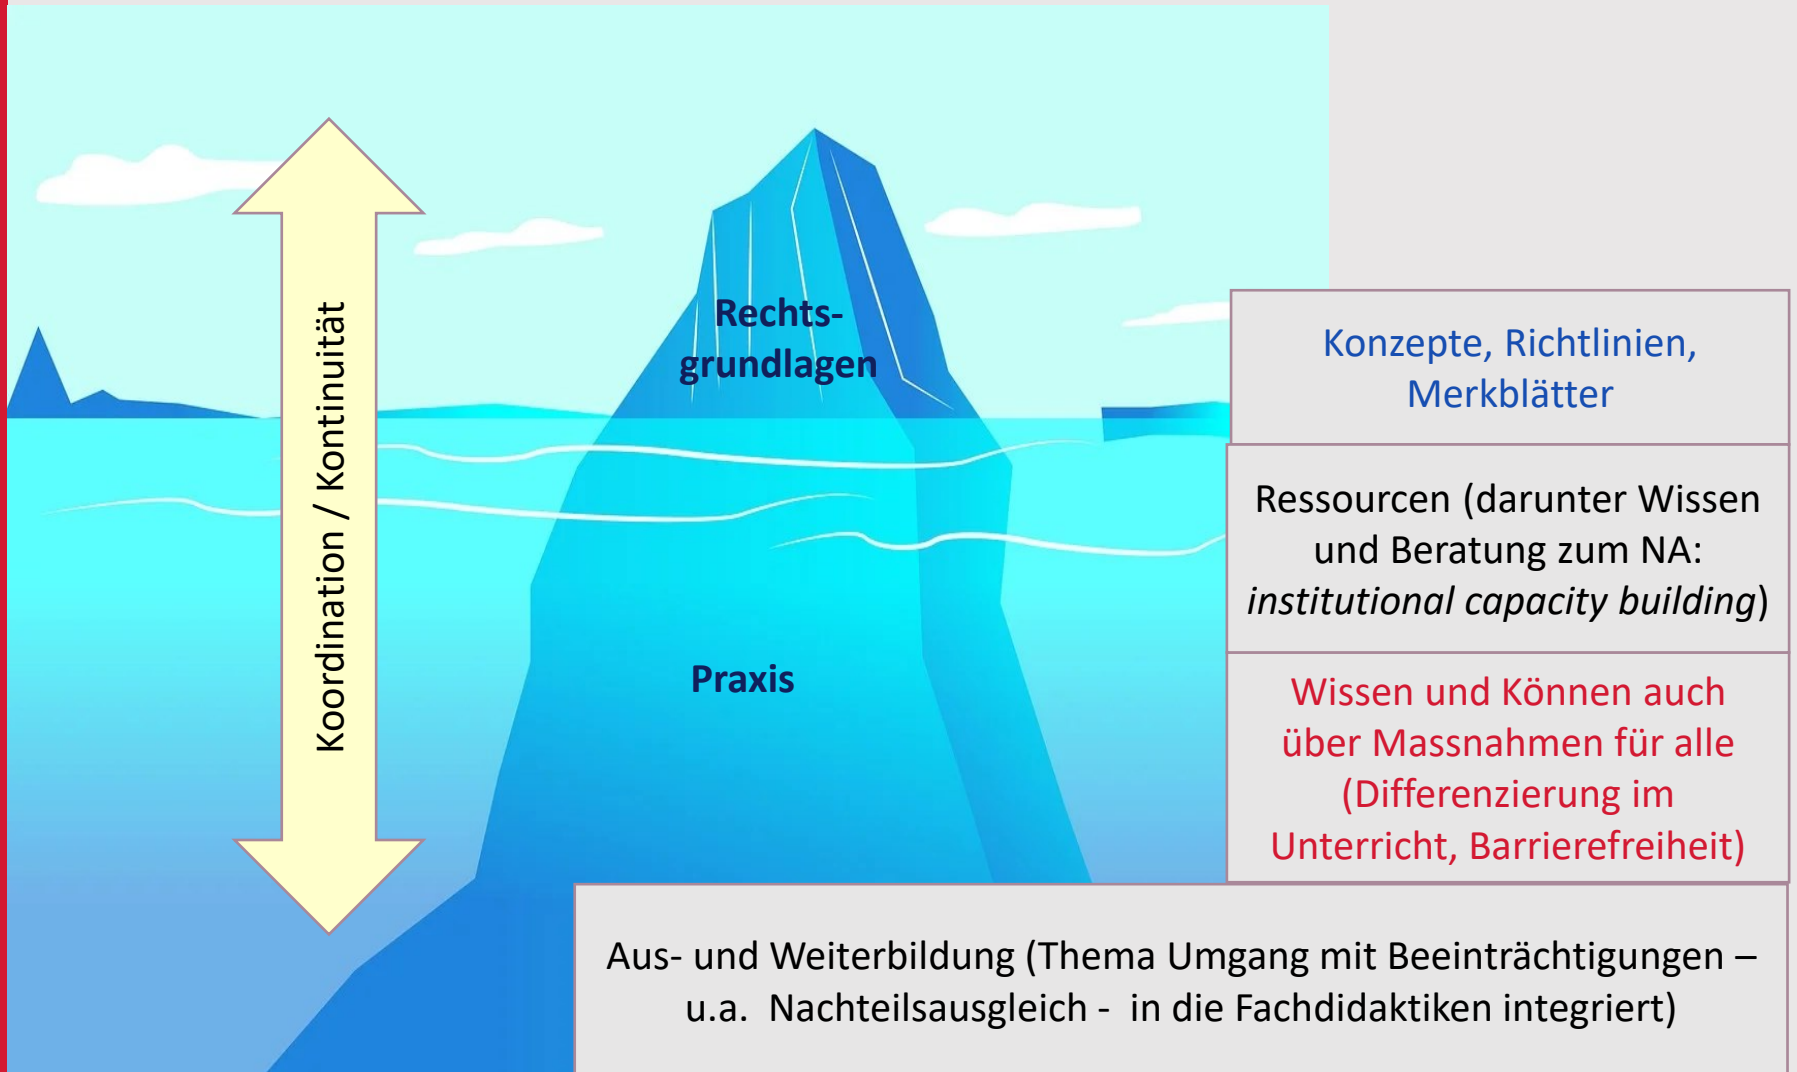 Koordination / Kontinuität
Rechts-
grundlagen
Praxis
Konzepte, Richtlinien,
Merkblätter
Ressourcen (darunter Wissen
und Beratung zum NA:
institutional capacity building)
Wissen und Können auch
über Massnahmen für alle
(Differenzierung im
Unterricht, Barrierefreiheit)
Aus- und Weiterbildung (Thema Umgang mit Beeinträchtigungen –
u.a.  Nachteilsausgleich -  in die Fachdidaktiken integriert)